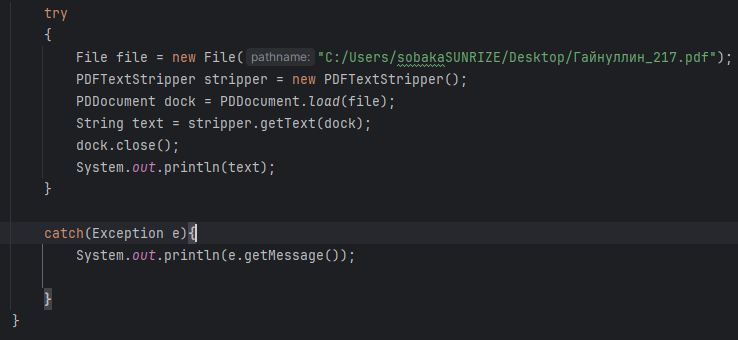 try
{
File file = new File( pathname: "C:/Users/sobakaSUNRIZE/Desktop/Гайнуллин_217.pdf");
PDFTextStripper stripper = new PDFTextStripper();
PDDocument dock = PDDocument.load(file);
String text = stripper.getText(dock);
dock.close();
System.out.println(text);
}
catch(Exception e){
System.out.println(e.getMessage());
}
}